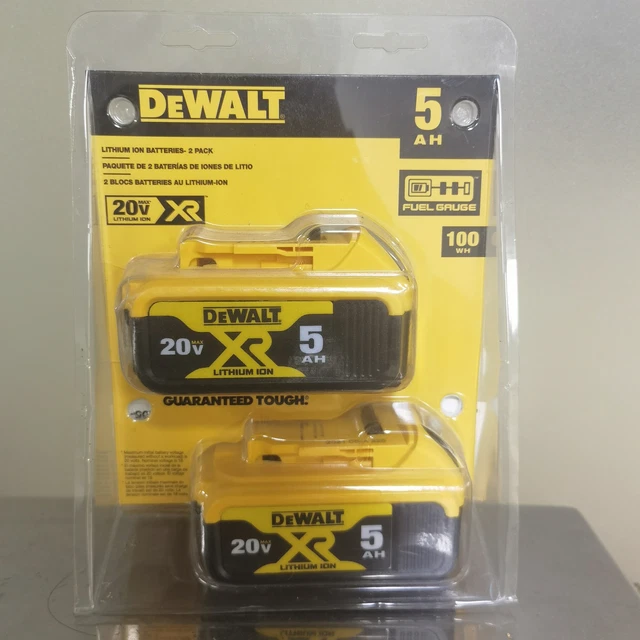 DEWALT
5
AH
LITHIUM ION BATTERIES- 2 PACK
PAQUETE DE 2 BATERÍAS DE IONES DE LITIO
2 BLOCS BATTERIES AU LITHIUM-ION
20V MAX XR
LITHIUM ION
FUEL GAUGE
100
WH
DEWALT
20V MAX XR 5
AH
LITHIUM ION
GUARANTEED TOUGH.
DEWALT
20V MAX XR 5
AH
LITHIUM ION